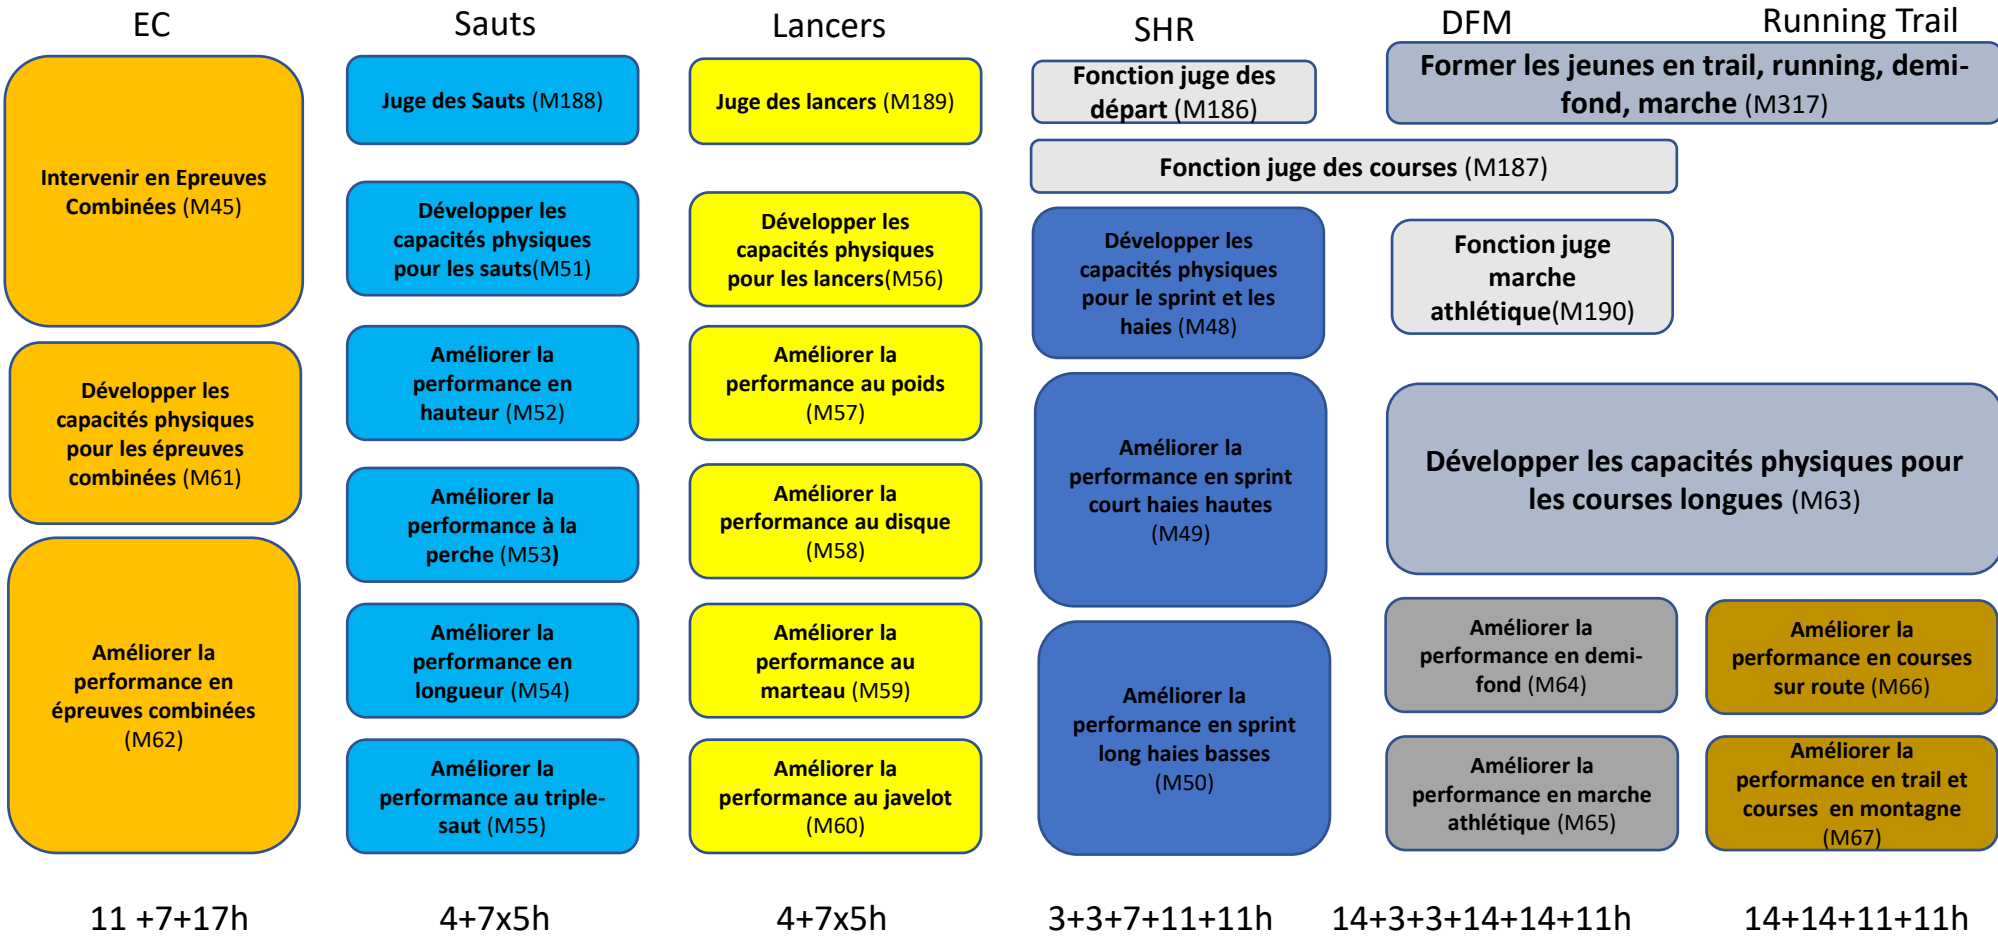 EC
Sauts
Lancers
SHR
DFM
Running Trail
Intervenir en Epreuves
Combinées (M45)
Développer les
capacités physiques
pour les épreuves
combinées (M61)
Améliorer la
performance en
épreuves combinées
(M62)
Juge des Sauts (M188)
Développer les
capacités physiques
pour les sauts(M51)
Améliorer la
performance en
hauteur (M52)
Améliorer la
performance à la
perche (M53)
Améliorer la
performance en
longueur (M54)
Améliorer la
performance au triple-
saut (M55)
Juge des lancers (M189)
Développer les
capacités physiques
pour les lancers(M56)
Améliorer la
performance au poids
(M57)
Améliorer la
performance au disque
(M58)
Améliorer la
performance au
marteau (M59)
Améliorer la
performance au javelot
(M60)
Fonction juge des
départ (M186)
Fonction juge des courses (M187)
Développer les
capacités physiques
pour le sprint et les
haies (M48)
Améliorer la
performance en sprint
court haies hautes
(M49)
Améliorer la
performance en sprint
long haies basses
(M50)
Former les jeunes en trail, running, demi-
fond, marche (M317)
Fonction juge
marche
athlétique(M190)
Développer les capacités physiques pour
les courses longues (M63)
Améliorer la
performance en demi-
fond (M64)
Améliorer la
performance en marche
athlétique (M65)
Améliorer la
performance en courses
sur route (M66)
Améliorer la
performance en trail et
courses  en montagne
(M67)
11 +7+17h
4+7x5h
4+7x5h
3+3+7+11+11h
14+3+3+14+14+11h
14+14+11+11h